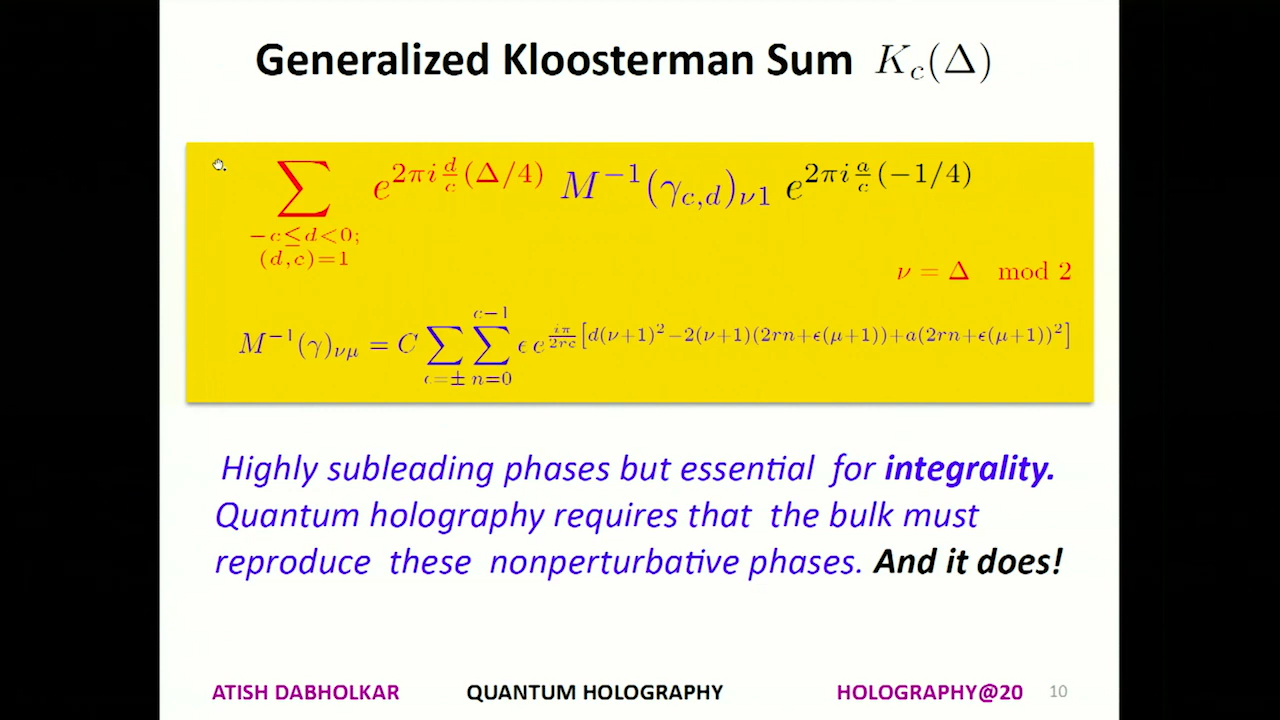 Generalized Kloosterman Sum K_c(Δ)
∑_{-c≤d<0; (d,c)=1} e^{2πi \frac{d}{c}(Δ/4)} M^{-1}(γ_{c,d})_{ν1} e^{2πi \frac{a}{c}(-1/4)}
ν = Δ mod 2
M^{-1}(γ)_{νμ} = C ∑_{ϵ=±} ∑_{n=0}^{c-1} ϵ e^{\frac{iπ}{2rc}[d(ν+1)^2-2(ν+1)(2rn+ϵ(μ+1))+a(2rn+ϵ(μ+1))^2]}
Highly subleading phases but essential for integrality.
Quantum holography requires that the bulk must
reproduce these nonperturbative phases. And it does!
ATISH DABHOLKAR QUANTUM HOLOGRAPHY HOLOGRAPHY@20 10